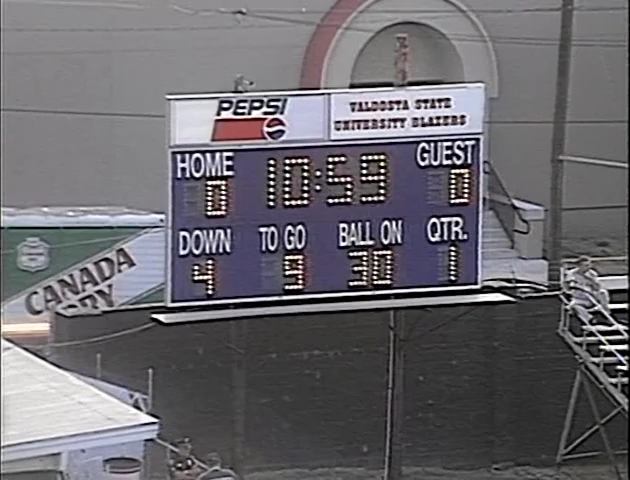 PEPSI
VALDOSTA STATE
UNIVERSITY BLAZERS
HOME 10:59 GUEST
0 0
DOWN TO GO BALL ON QTR.
4 9 30 1
CANADA
DRY